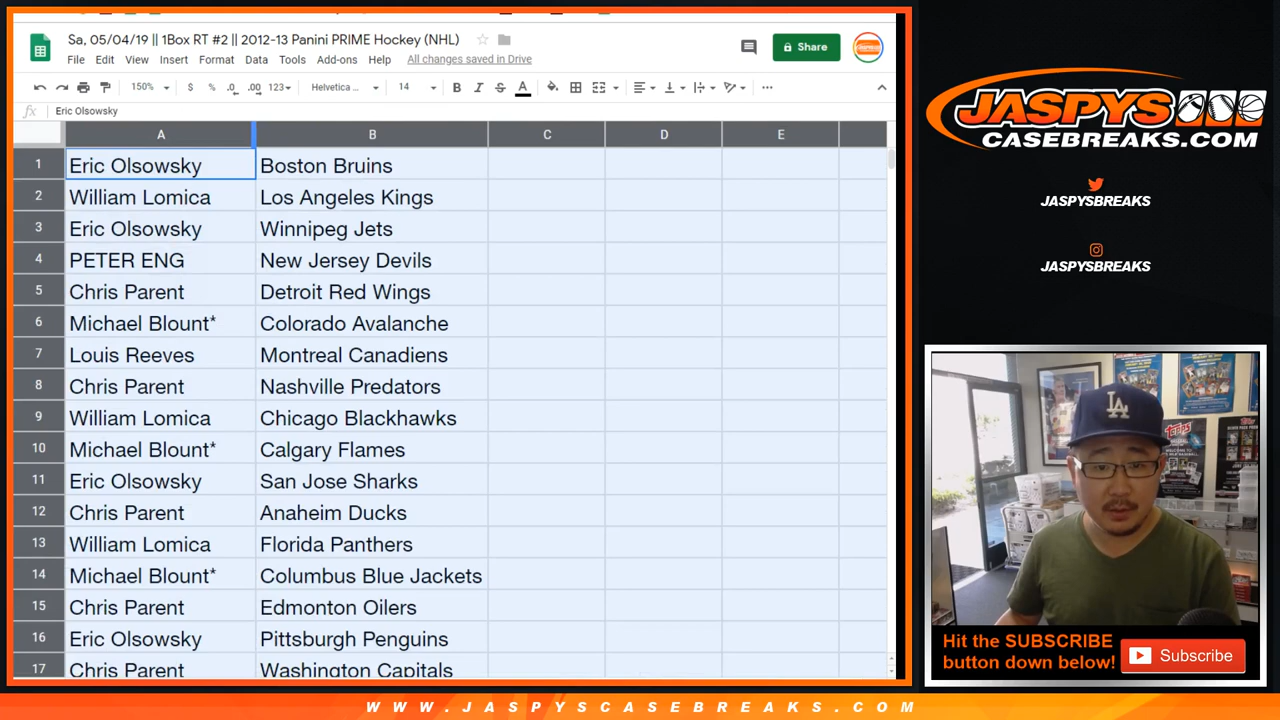 Sa, 05/04/19 || 1Box RT #2 || 2012-13 Panini PRIME Hockey (NHL)
Share
File Edit View Insert Format Data Tools Add-ons Help All changes saved in Drive
150% $ % .0 .00 123 Helvetica ... 14 B I S A ...
fx Eric Olsowsky
A B C D E
1 Eric Olsowsky Boston Bruins
2 William Lomica Los Angeles Kings
3 Eric Olsowsky Winnipeg Jets
4 PETER ENG New Jersey Devils
5 Chris Parent Detroit Red Wings
6 Michael Blount* Colorado Avalanche
7 Louis Reeves Montreal Canadiens
8 Chris Parent Nashville Predators
9 William Lomica Chicago Blackhawks
10 Michael Blount* Calgary Flames
11 Eric Olsowsky San Jose Sharks
12 Chris Parent Anaheim Ducks
13 William Lomica Florida Panthers
14 Michael Blount* Columbus Blue Jackets
15 Chris Parent Edmonton Oilers
16 Eric Olsowsky Pittsburgh Penguins
17 Chris Parent Washington Capitals
JASPYS
CASEBREAKS.COM
JASPYSBREAKS
JASPYSBREAKS
LA
Topps
Hit the SUBSCRIBE
button down below!
Subscribe
WWW.JASPYSCASEBREAKS.COM